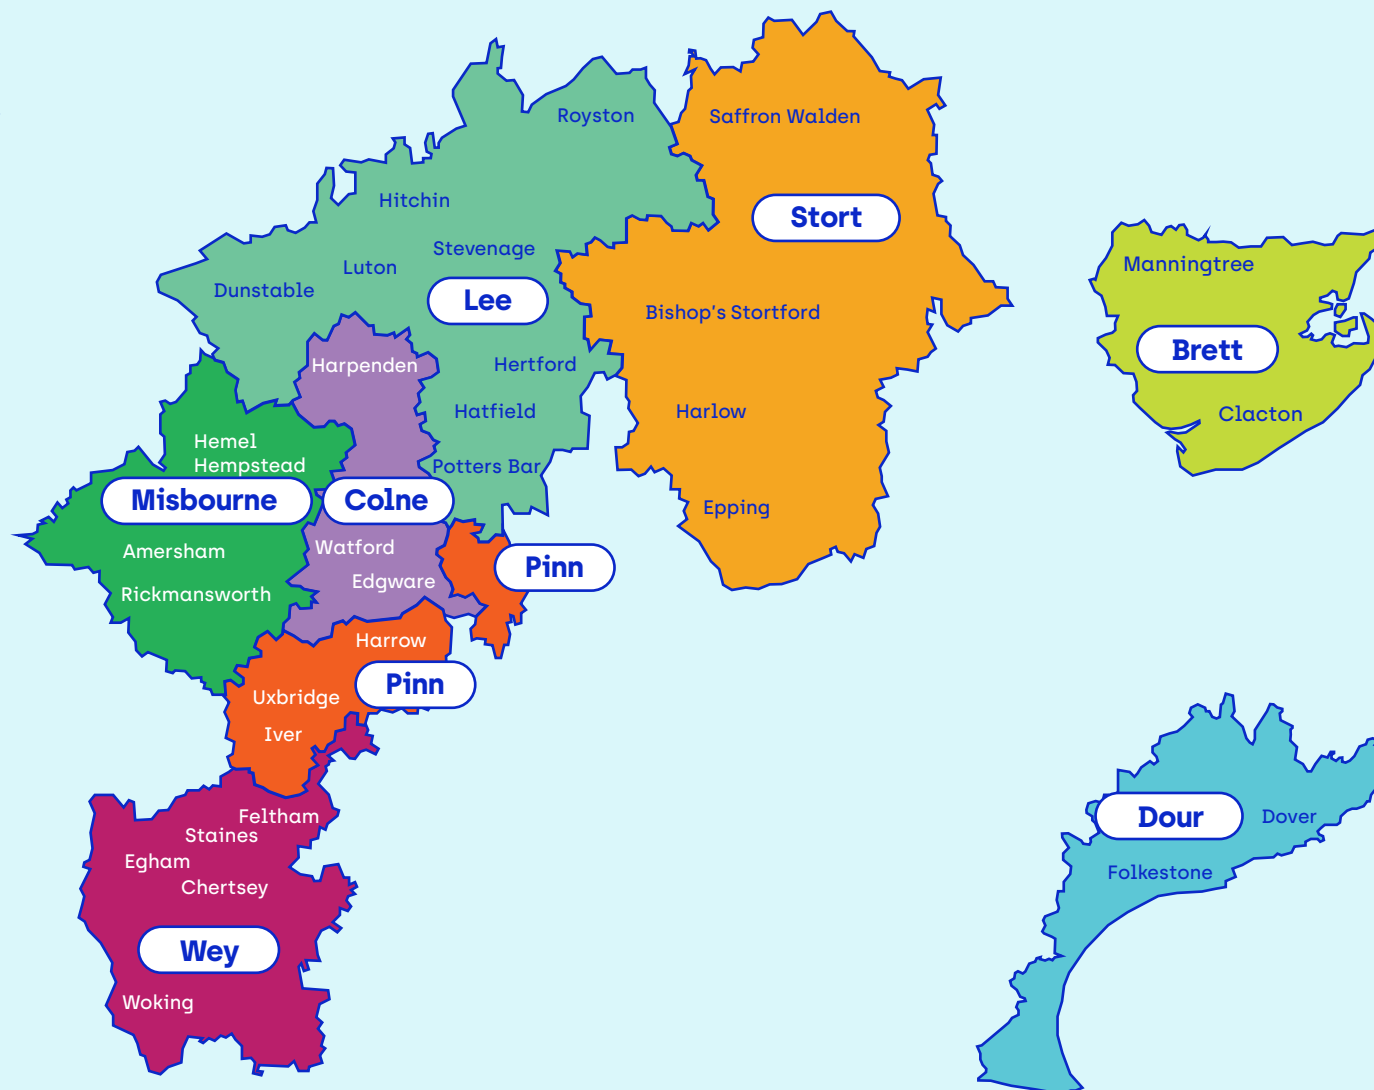 Royston
Saffron Walden
Hitchin
Stort
Stevenage
Luton
Dunstable
Lee
Bishop's Stortford
Manningtree
Brett
Harpenden
Hertford
Hatfield
Harlow
Clacton
Hemel
Hempstead
Potters Bar
Misbourne
Colne
Epping
Amersham
Watford
Pinn
Edgware
Rickmansworth
Harrow
Pinn
Uxbridge
Iver
Feltham
Staines
Egham
Chertsey
Dour
Dover
Folkestone
Wey
Woking